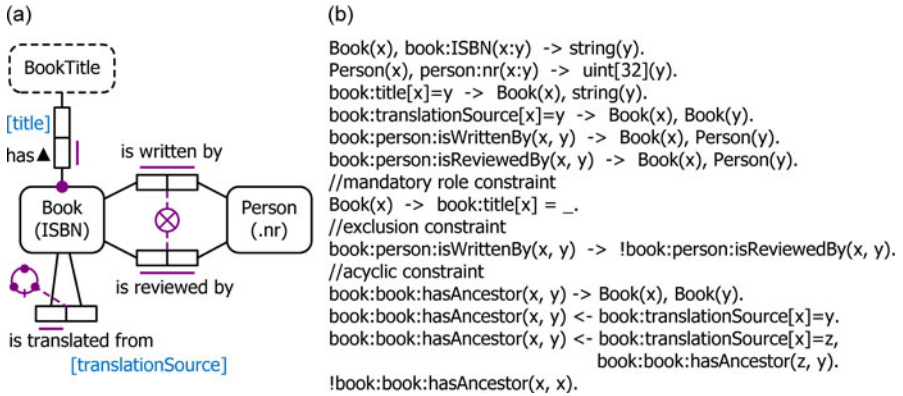 (a)
BookTitle
[title]
has▲
is written by
Book
(ISBN)
Person
(.nr)
is reviewed by
is translated from
[translationSource]
(b)
Book(x), book:ISBN(x:y) -> string(y).
Person(x), person:nr(x:y) -> uint[32](y).
book:title[x]=y -> Book(x), string(y).
book:translationSource[x]=y -> Book(x), Book(y).
book:person:isWrittenBy(x, y) -> Book(x), Person(y).
book:person:isReviewedBy(x, y) -> Book(x), Person(y).
//mandatory role constraint
Book(x) -> book:title[x] = _.
//exclusion constraint
book:person:isWrittenBy(x, y) -> !book:person:isReviewedBy(x, y).
//acyclic constraint
book:book:hasAncestor(x, y) -> Book(x), Book(y).
book:book:hasAncestor(x, y) <- book:translationSource[x]=y.
book:book:hasAncestor(x, y) <- book:translationSource[x]=z,
book:book:hasAncestor(z, y).
!book:book:hasAncestor(x, x).